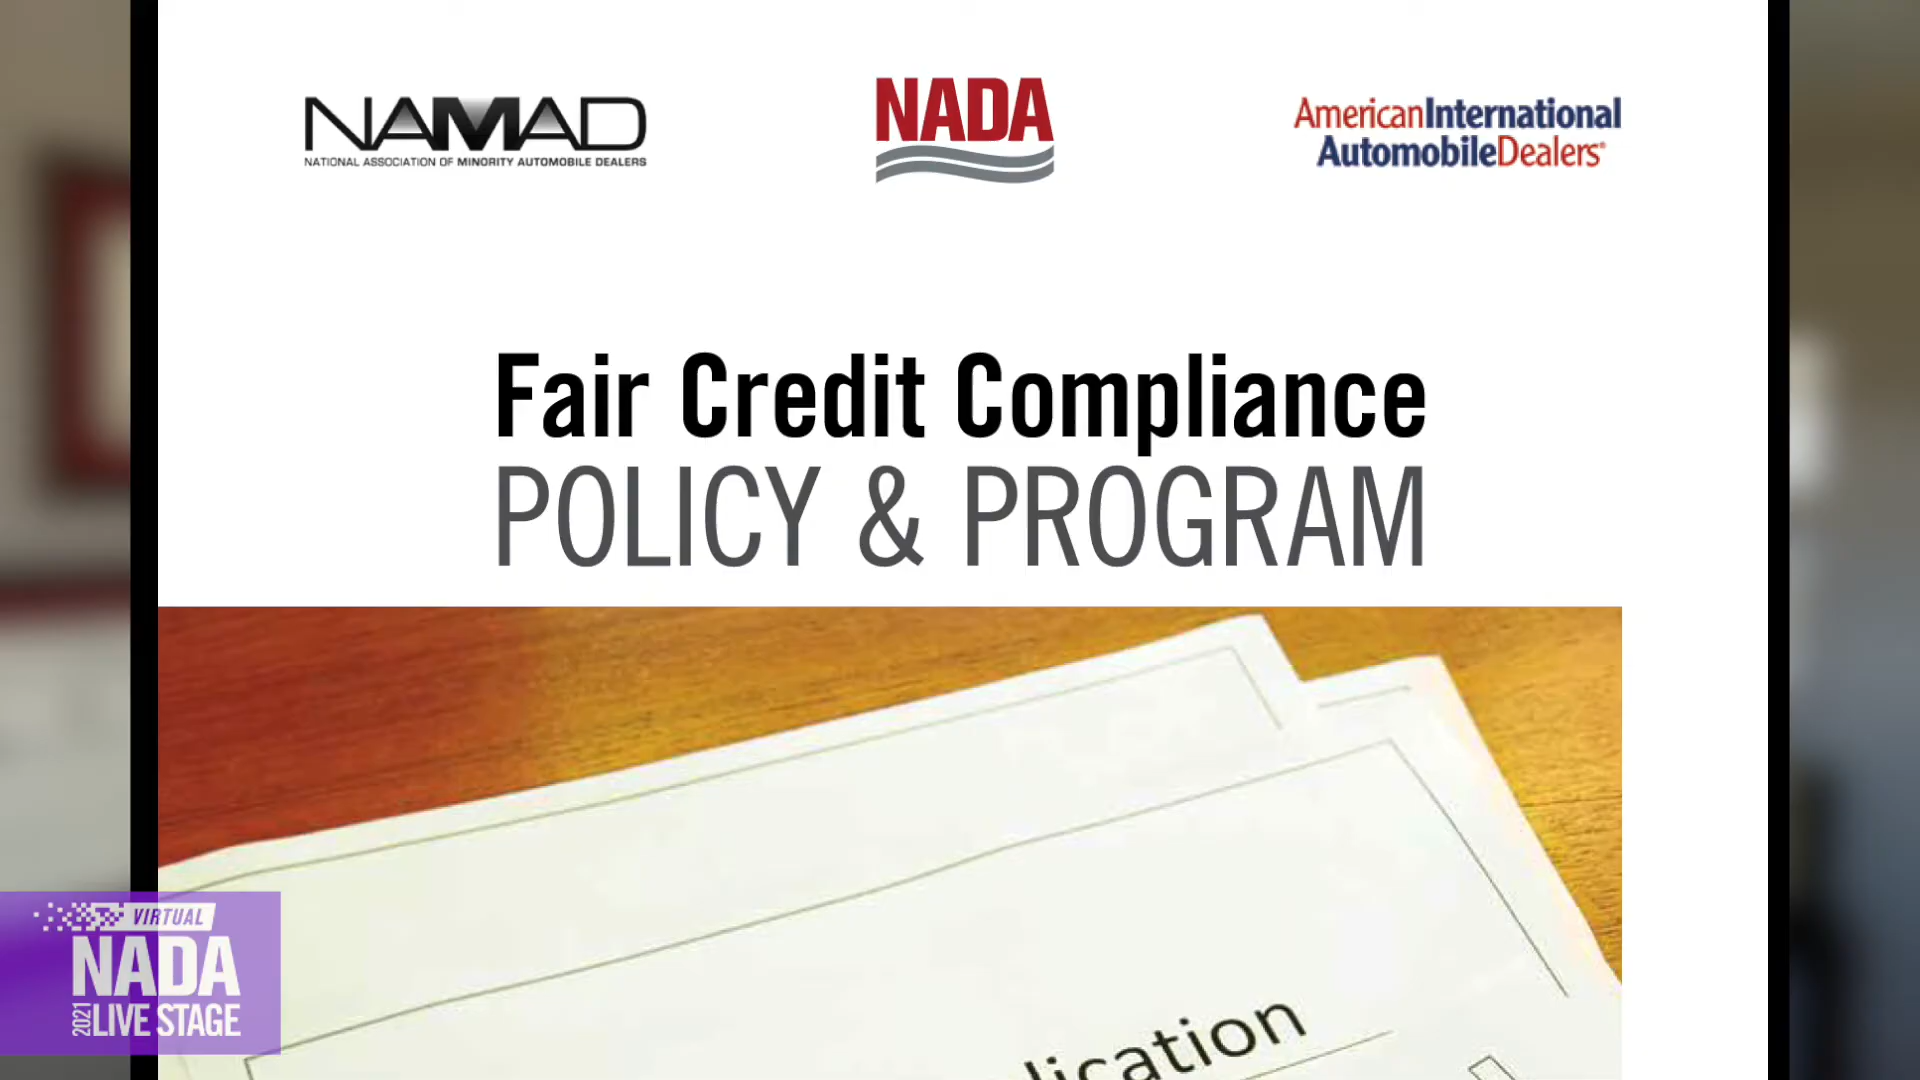 NAMAD
NATIONAL ASSOCIATION OF MINORITY AUTOMOBILE DEALERS
NADA
AmericanInternational
AutomobileDealers®
Fair Credit Compliance
POLICY & PROGRAM
lication
VIRTUAL
NADA
2021
LIVE STAGE